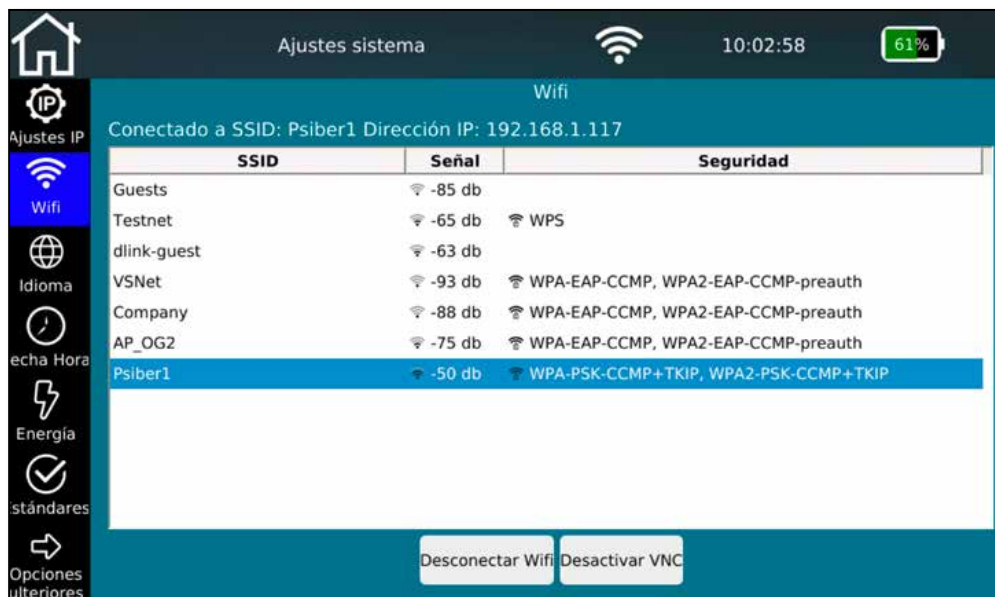 Ajustes sistema 10:02:58 61%
IP
Ajustes IP
Wifi
Idioma
echa Hora
Energía
stándares
Opciones
ulteriores
Wifi
Conectado a SSID: Psiber1 Dirección IP: 192.168.1.117
SSID Señal Seguridad
Guests -85 db
Testnet -65 db WPS
dlink-guest -63 db
VSNet -93 db WPA-EAP-CCMP, WPA2-EAP-CCMP-preauth
Company -88 db WPA-EAP-CCMP, WPA2-EAP-CCMP-preauth
AP_OG2 -75 db WPA-EAP-CCMP, WPA2-EAP-CCMP-preauth
Psiber1 -50 db WPA-PSK-CCMP+TKIP, WPA2-PSK-CCMP+TKIP
Desconectar Wifi Desactivar VNC